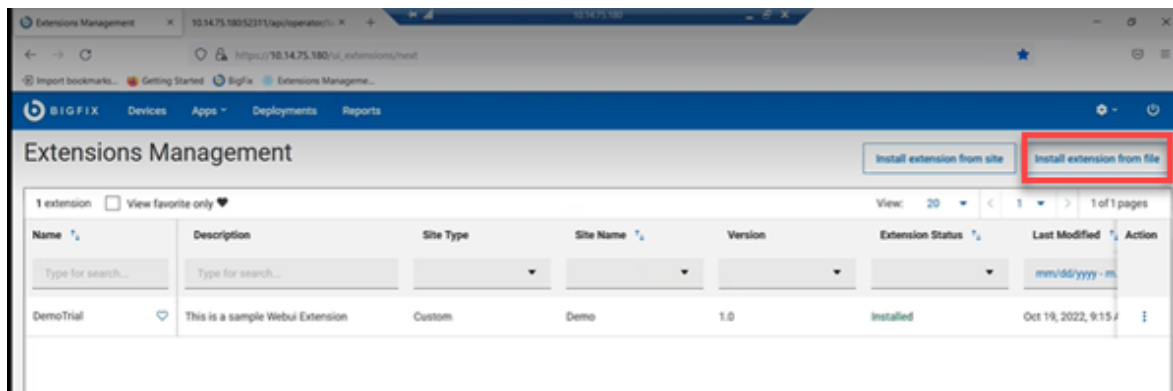 Extensions Management × 10.14.75.180:52311/api/operator/ × + 10.14.75.180
https://10.14.75.180/ui_extensions/next
Import bookmarks... Getting Started BigFix Extensions Manageme...
BIGFIX Devices Apps Deployments Reports
Extensions Management Install extension from site Install extension from file
1 extension View favorite only View: 20 1 1 of 1 pages
Name Description Site Type Site Name Version Extension Status Last Modified Action
Type for search... Type for search... mm/dd/yyyy - m
DemoTrial This is a sample Webui Extension Custom Demo 1.0 Installed Oct 19, 2022, 9:15 A